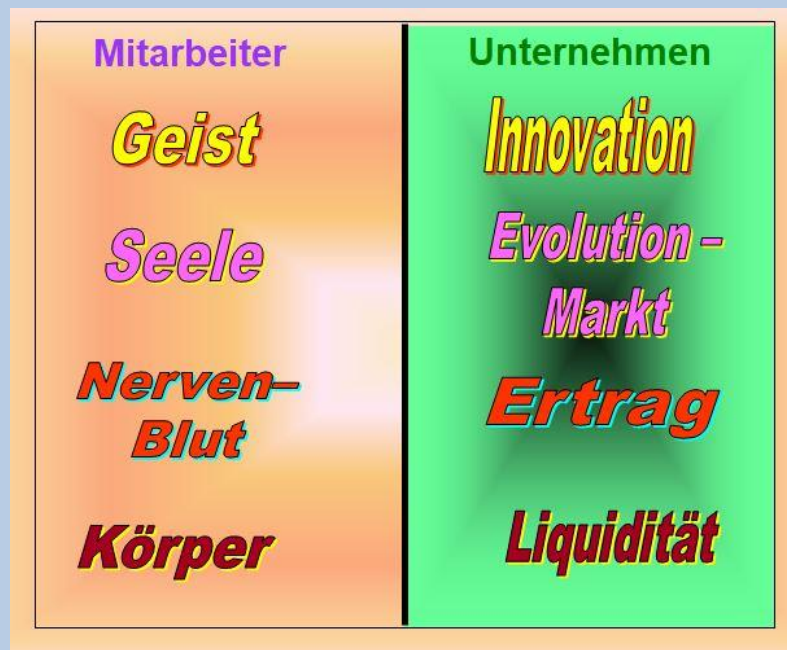 Mitarbeiter
Geist
Seele
Nerven–
Blut
Körper
Unternehmen
Innovation
Evolution –
Markt
Ertrag
Liquidität